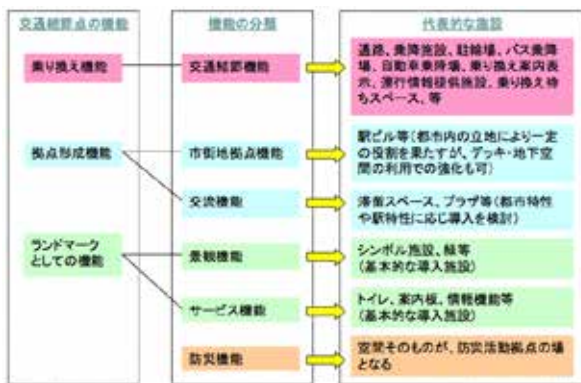 交通結節点の機能
機能の分類
代表的な施設
乗り換え機能
交通結節機能
通路、乗降施設、駐輪場、バス乗降
場、自動車乗降場、乗り換え案内表
示、運行情報提供施設、乗り換え待
ちスペース、等
拠点形成機能
市街地拠点機能
駅ビル等(都市内の立地により一定
の役割を果たすが、デッキ・地下空
間の利用での強化も可)
交流機能
滞留スペース、プラザ等(都市特性
や駅特性に応じ導入を検討)
ランドマーク
としての機能
景観機能
シンボル施設、緑等
(基本的な導入施設)
サービス機能
トイレ、案内板、情報機能等
(基本的な導入施設)
防災機能
空間そのものが、防災活動拠点の場
となる